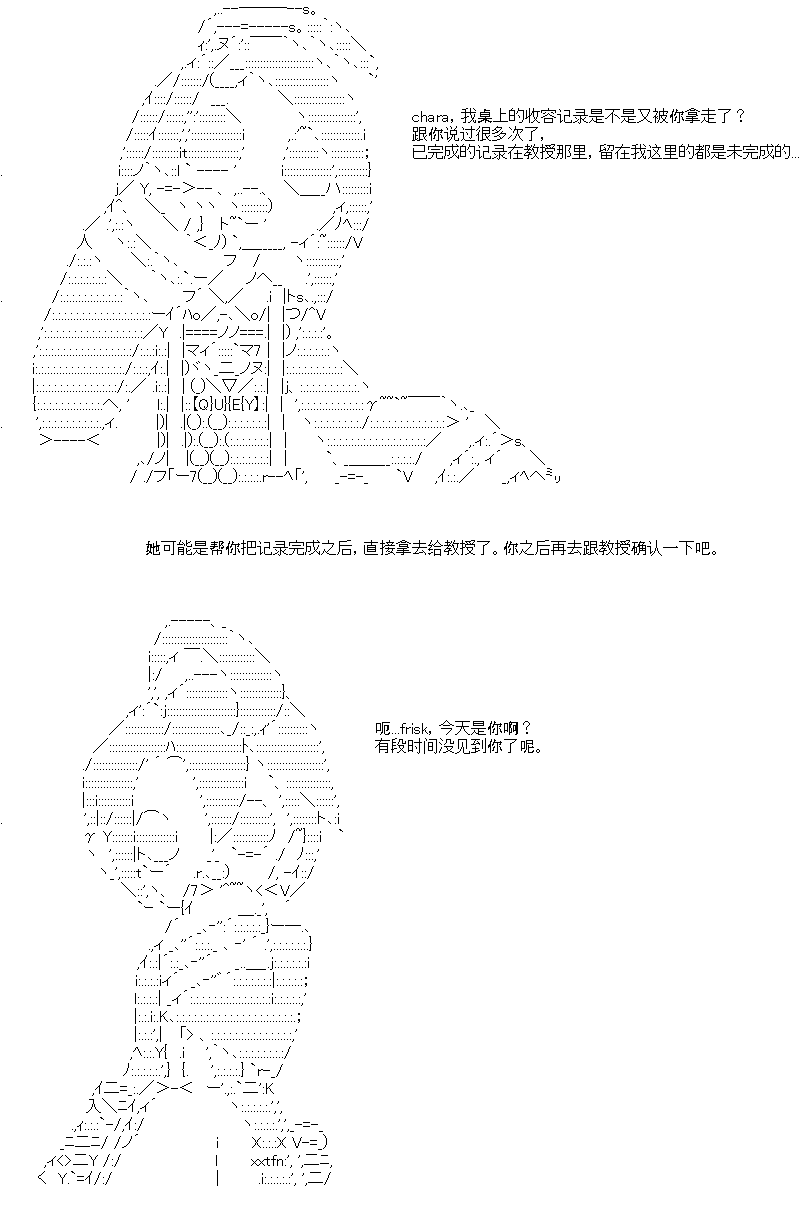 chara，我桌上的收容记录是不是又被你拿走了？
跟你说过很多次了，
已完成的记录在教授那里，留在我这里的都是未完成的...
【Q}U}{E{Y】
她可能是帮你把记录完成之后，直接拿去给教授了。你之后再去跟教授确认一下吧。
呃...frisk，今天是你啊？
有段时间没见到你了呢。